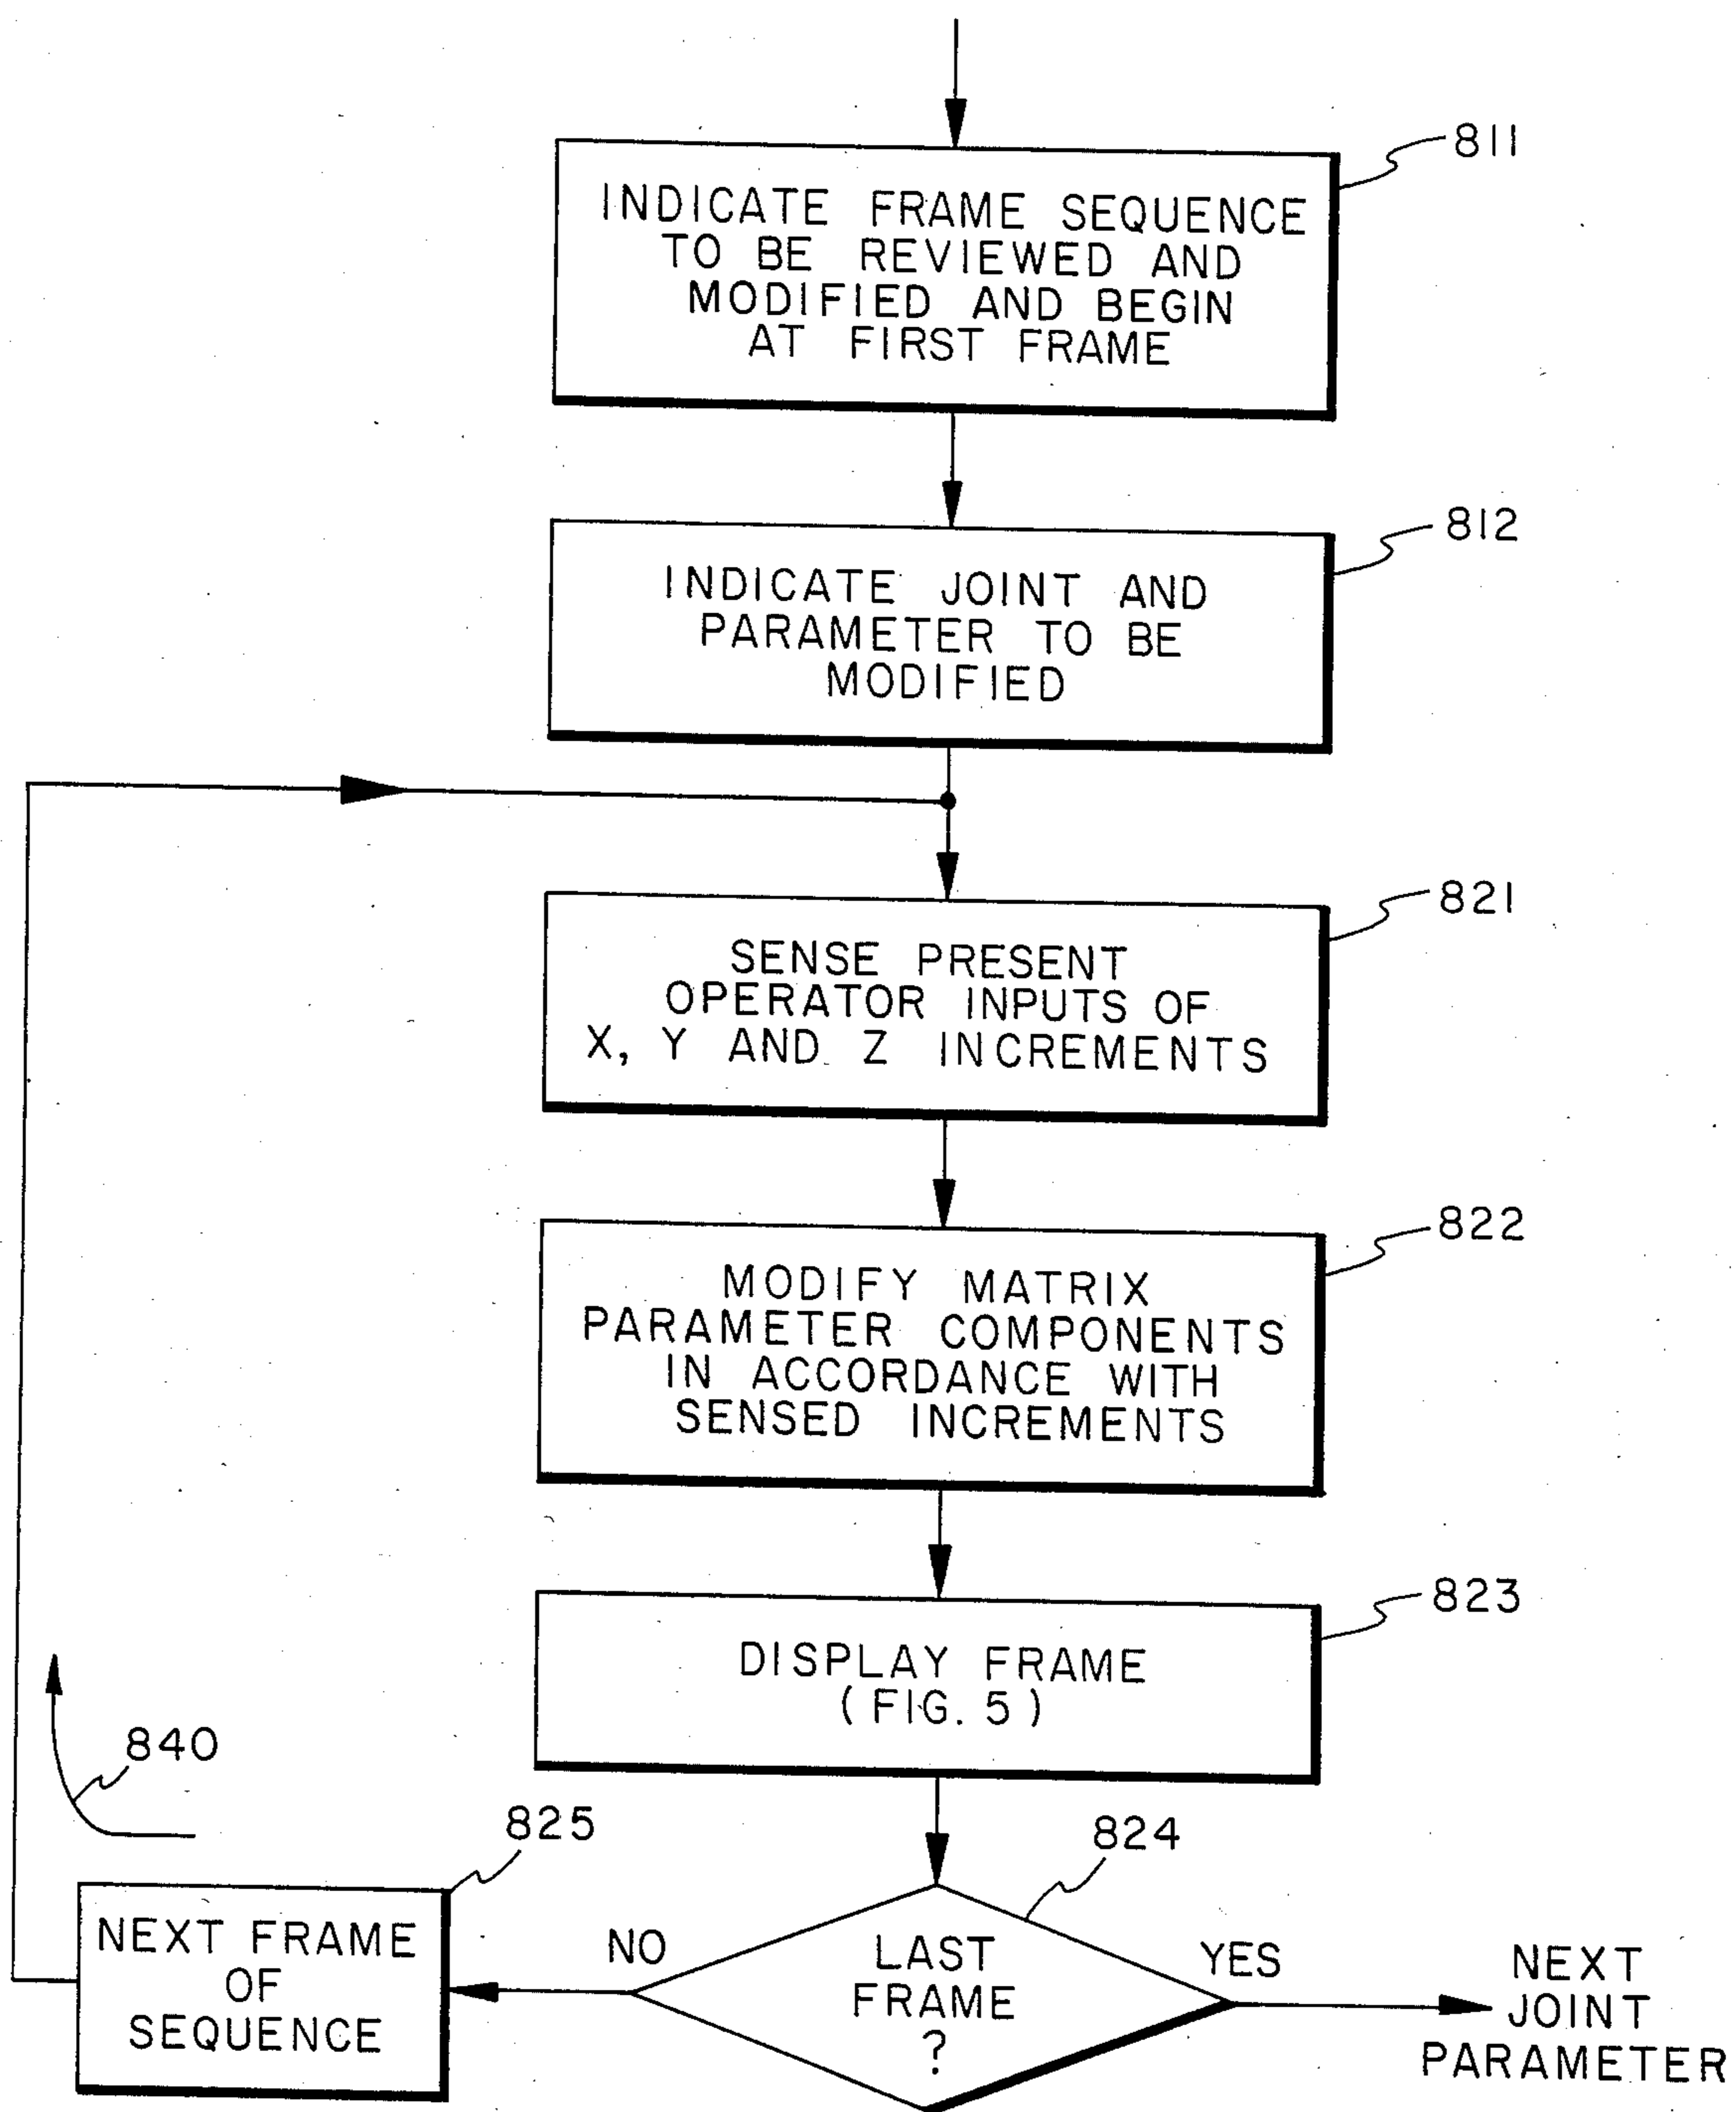 811
INDICATE FRAME SEQUENCE
TO BE REVIEWED AND
MODIFIED AND BEGIN
AT FIRST FRAME
812
INDICATE JOINT AND
PARAMETER TO BE
MODIFIED
821
SENSE PRESENT
OPERATOR INPUTS OF
X, Y AND Z INCREMENTS
822
MODIFY MATRIX
PARAMETER COMPONENTS
IN ACCORDANCE WITH
SENSED INCREMENTS
823
DISPLAY FRAME
(FIG. 5)
840
825
824
NEXT FRAME
OF
SEQUENCE
NO
LAST
FRAME
?
YES
NEXT
JOINT
PARAMETER